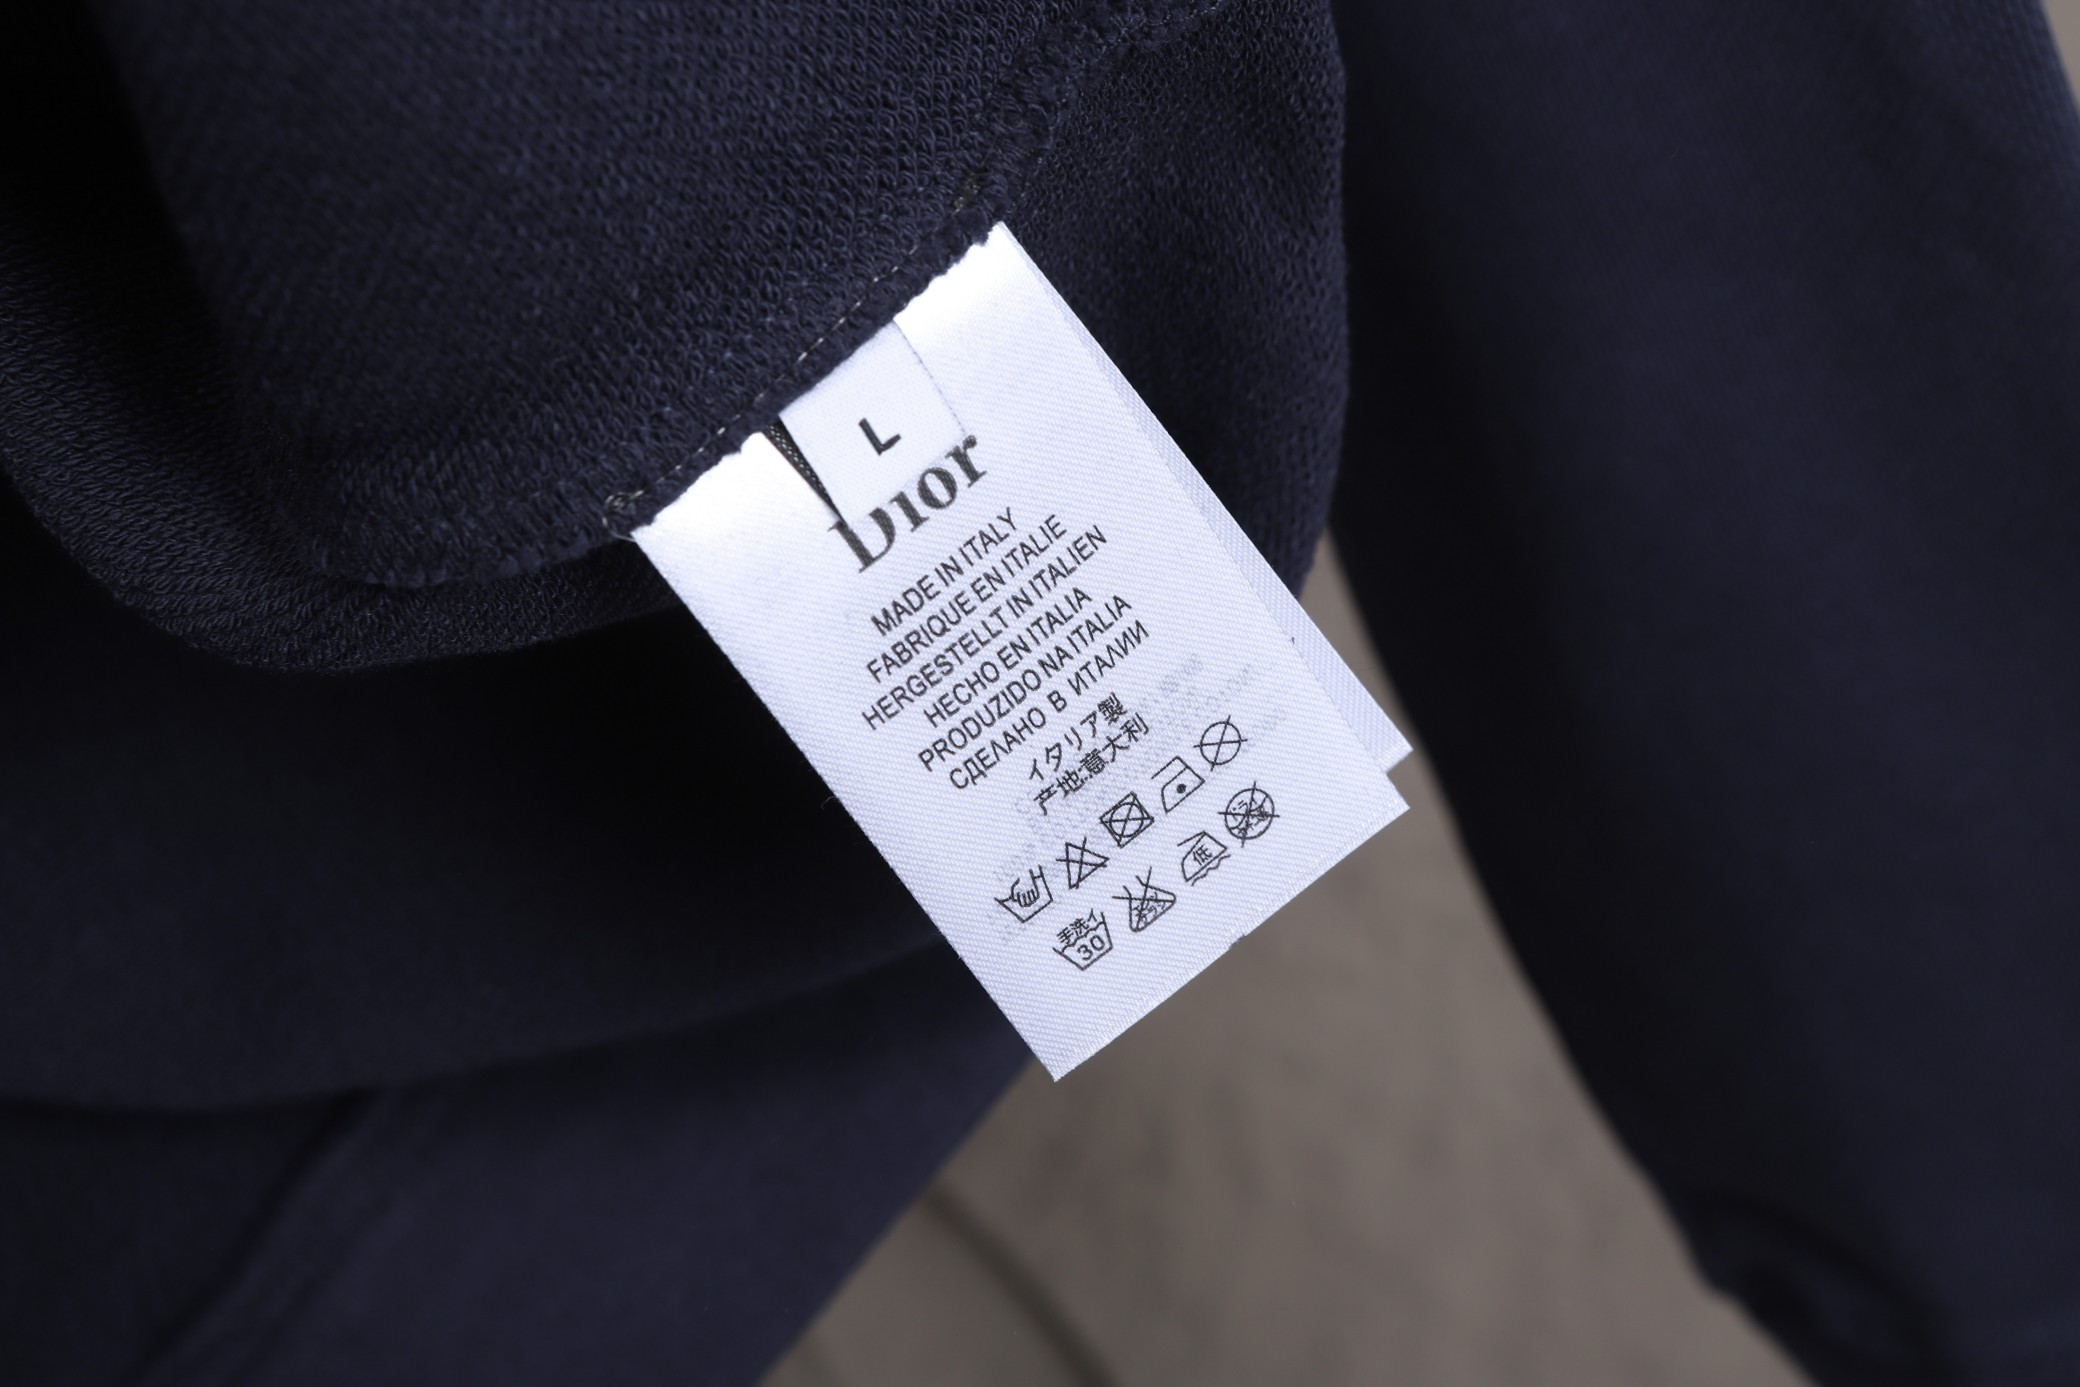 L
Dior
MADE IN ITALY
FABRIQUE EN ITALIE
HERGESTELLT IN ITALIEN
HECHO EN ITALIA
PRODUZIDO NA ITALIA
СДЕЛАНО В ИТАЛИИ
イタリア製
产地:意大利
手洗イ
30
低